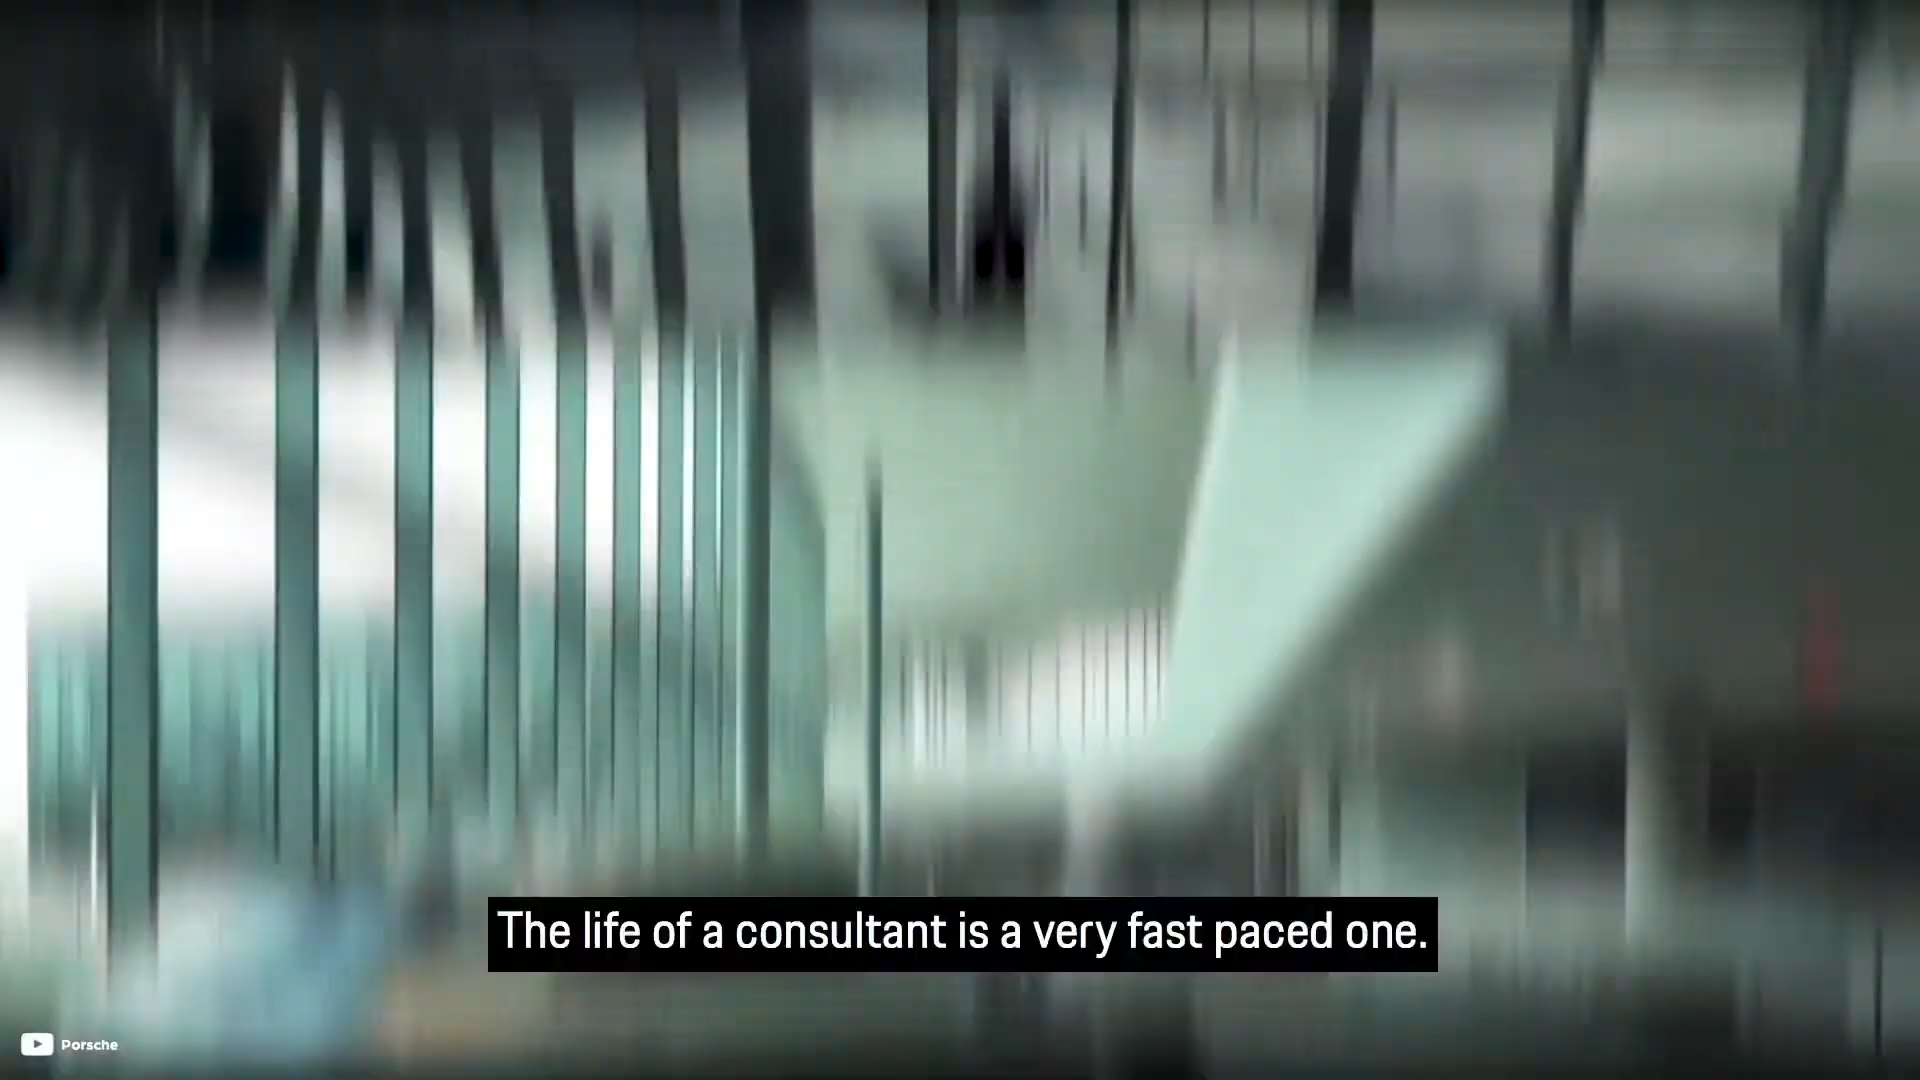 The life of a consultant is a very fast paced one.
Porsche